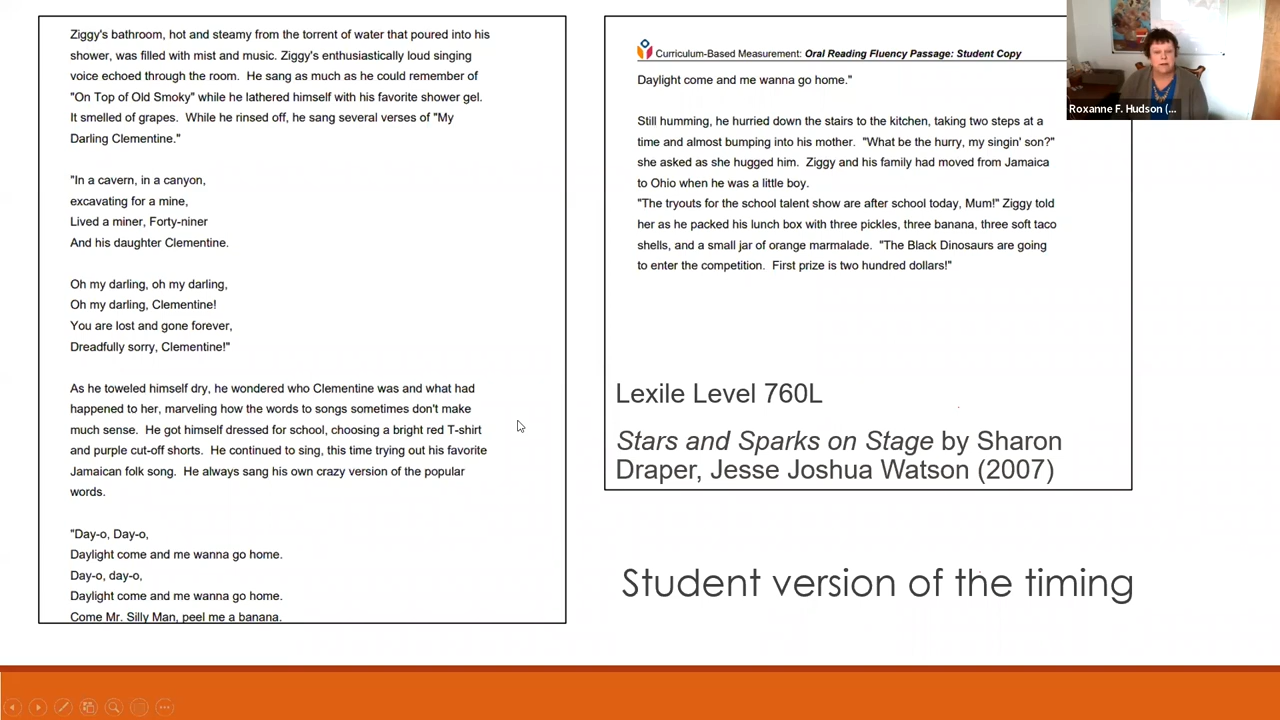 Ziggy's bathroom, hot and steamy from the torrent of water that poured into his
shower, was filled with mist and music. Ziggy's enthusiastically loud singing
voice echoed through the room. He sang as much as he could remember of
"On Top of Old Smoky" while he lathered himself with his favorite shower gel.
It smelled of grapes. While he rinsed off, he sang several verses of "My
Darling Clementine."
"In a cavern, in a canyon,
excavating for a mine,
Lived a miner, Forty-niner
And his daughter Clementine.
Oh my darling, oh my darling,
Oh my darling, Clementine!
You are lost and gone forever,
Dreadfully sorry, Clementine!"
As he toweled himself dry, he wondered who Clementine was and what had
happened to her, marveling how the words to songs sometimes don't make
much sense. He got himself dressed for school, choosing a bright red T-shirt
and purple cut-off shorts. He continued to sing, this time trying out his favorite
Jamaican folk song. He always sang his own crazy version of the popular
words.
"Day-o, Day-o,
Daylight come and me wanna go home.
Day-o, day-o,
Daylight come and me wanna go home.
Come Mr. Silly Man, peel me a banana.
Curriculum-Based Measurement: Oral Reading Fluency Passage: Student Copy
Daylight come and me wanna go home."
Still humming, he hurried down the stairs to the kitchen, taking two steps at a
time and almost bumping into his mother. "What be the hurry, my singin' son?"
she asked as she hugged him. Ziggy and his family had moved from Jamaica
to Ohio when he was a little boy.
"The tryouts for the school talent show are after school today, Mum!" Ziggy told
her as he packed his lunch box with three pickles, three banana, three soft taco
shells, and a small jar of orange marmalade. "The Black Dinosaurs are going
to enter the competition. First prize is two hundred dollars!"
Lexile Level 760L
Stars and Sparks on Stage by Sharon
Draper, Jesse Joshua Watson (2007)
Student version of the timing
Roxanne F. Hudson (...